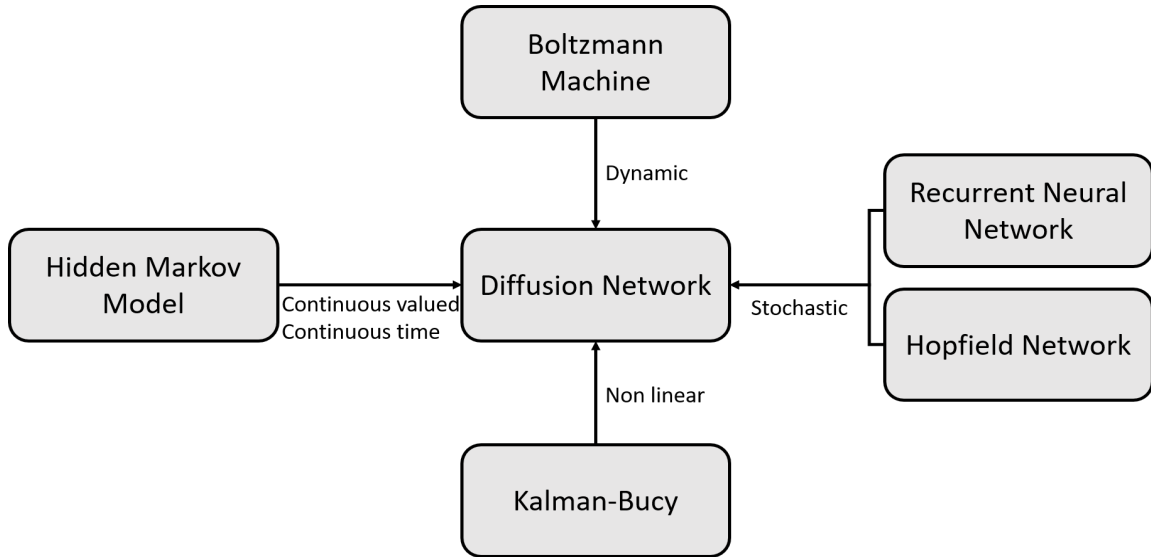 Boltzmann
Machine
Dynamic
Recurrent Neural
Network
Hidden Markov
Model
Continuous valued
Continuous time
Diffusion Network
Stochastic
Hopfield Network
Non linear
Kalman-Bucy